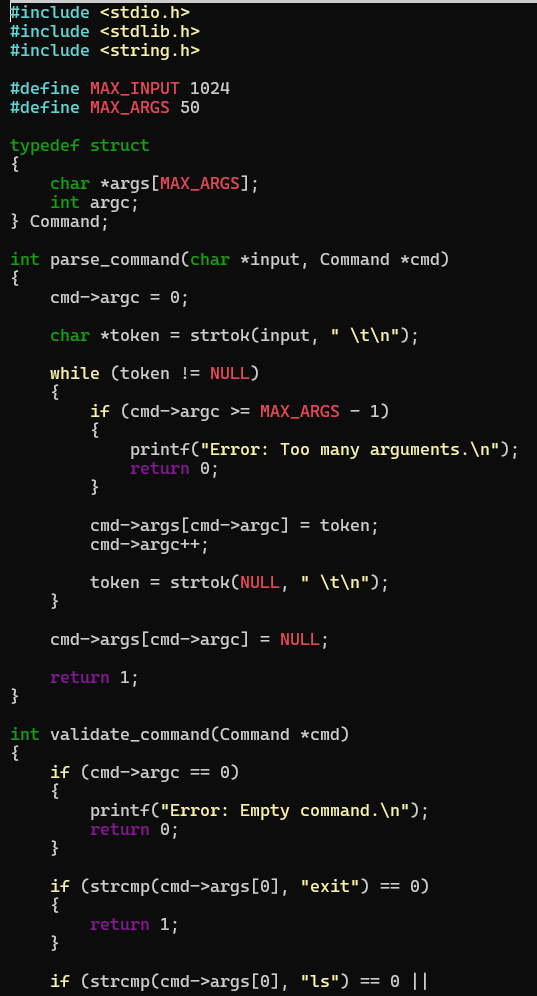 #include <stdio.h>
#include <stdlib.h>
#include <string.h>
#define MAX_INPUT 1024
#define MAX_ARGS 50
typedef struct
{
    char *args[MAX_ARGS];
    int argc;
} Command;
int parse_command(char *input, Command *cmd)
{
    cmd->argc = 0;
    char *token = strtok(input, " \t\n");
    while (token != NULL)
    {
        if (cmd->argc >= MAX_ARGS - 1)
        {
            printf("Error: Too many arguments.\n");
            return 0;
        }
        cmd->args[cmd->argc] = token;
        cmd->argc++;
        token = strtok(NULL, " \t\n");
    }
    cmd->args[cmd->argc] = NULL;
    return 1;
}
int validate_command(Command *cmd)
{
    if (cmd->argc == 0)
    {
        printf("Error: Empty command.\n");
        return 0;
    }
    if (strcmp(cmd->args[0], "exit") == 0)
    {
        return 1;
    }
    if (strcmp(cmd->args[0], "ls") == 0 ||